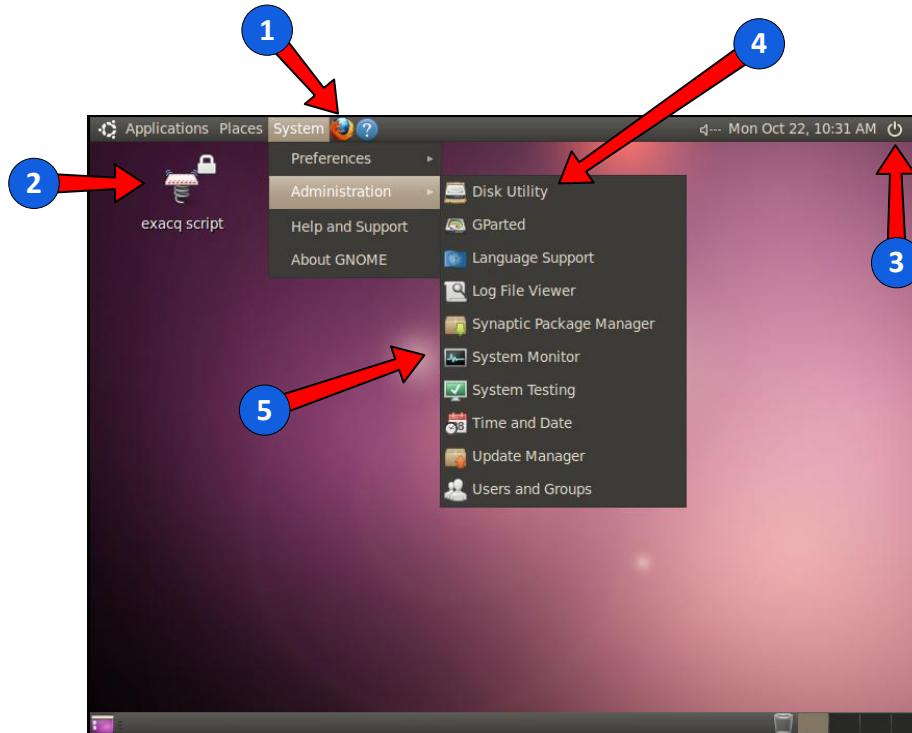 1
4
Applications Places System ?
Mon Oct 22, 10:31 AM
2
exacq script
Preferences
Administration
Help and Support
About GNOME
Disk Utility
GParted
Language Support
Log File Viewer
Synaptic Package Manager
System Monitor
System Testing
Time and Date
Update Manager
Users and Groups
3
5